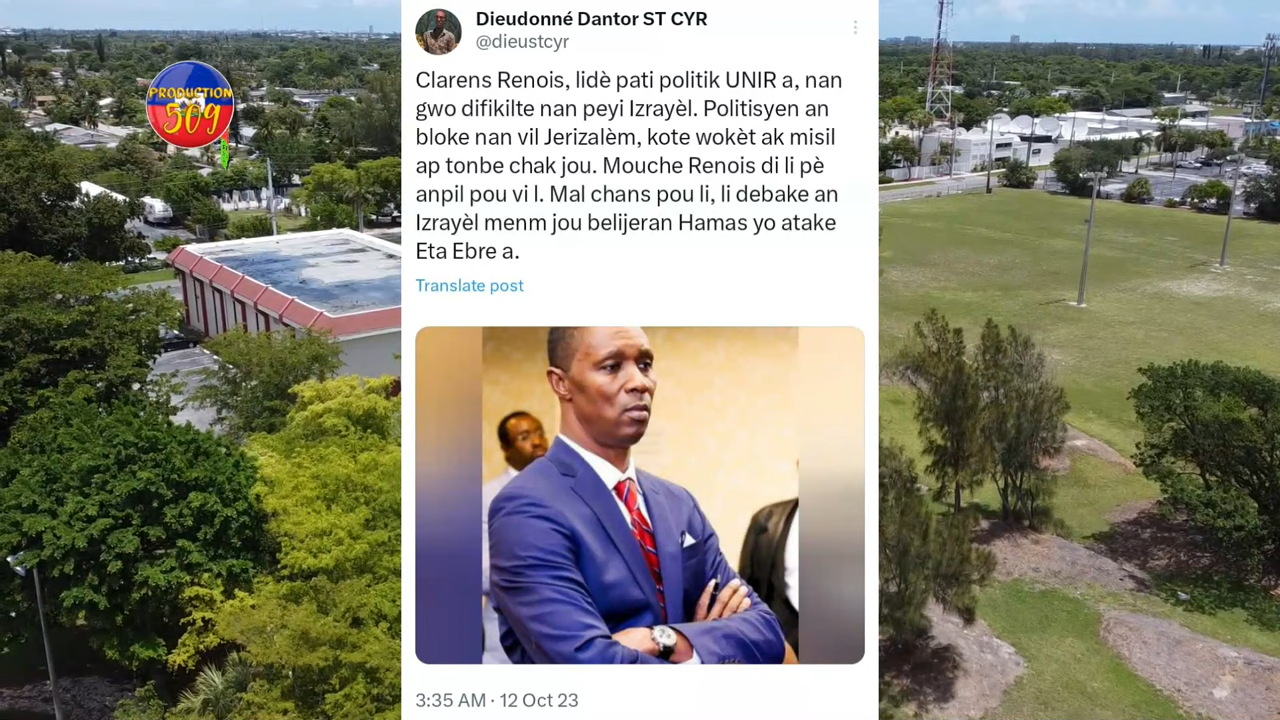 PRODUCTION
509
Dieudonné Dantor ST CYR
@dieustcyr
Clarens Renois, lidè pati politik UNIR a, nan
gwo difikilte nan peyi Izrayèl. Politisyen an
bloke nan vil Jerizalèm, kote wokèt ak misil
ap tonbe chak jou. Mouche Renois di li pè
anpil pou vi l. Mal chans pou li, li debake an
Izrayèl menm jou belijeran Hamas yo atake
Eta Ebre a.
Translate post
3:35 AM · 12 Oct 23